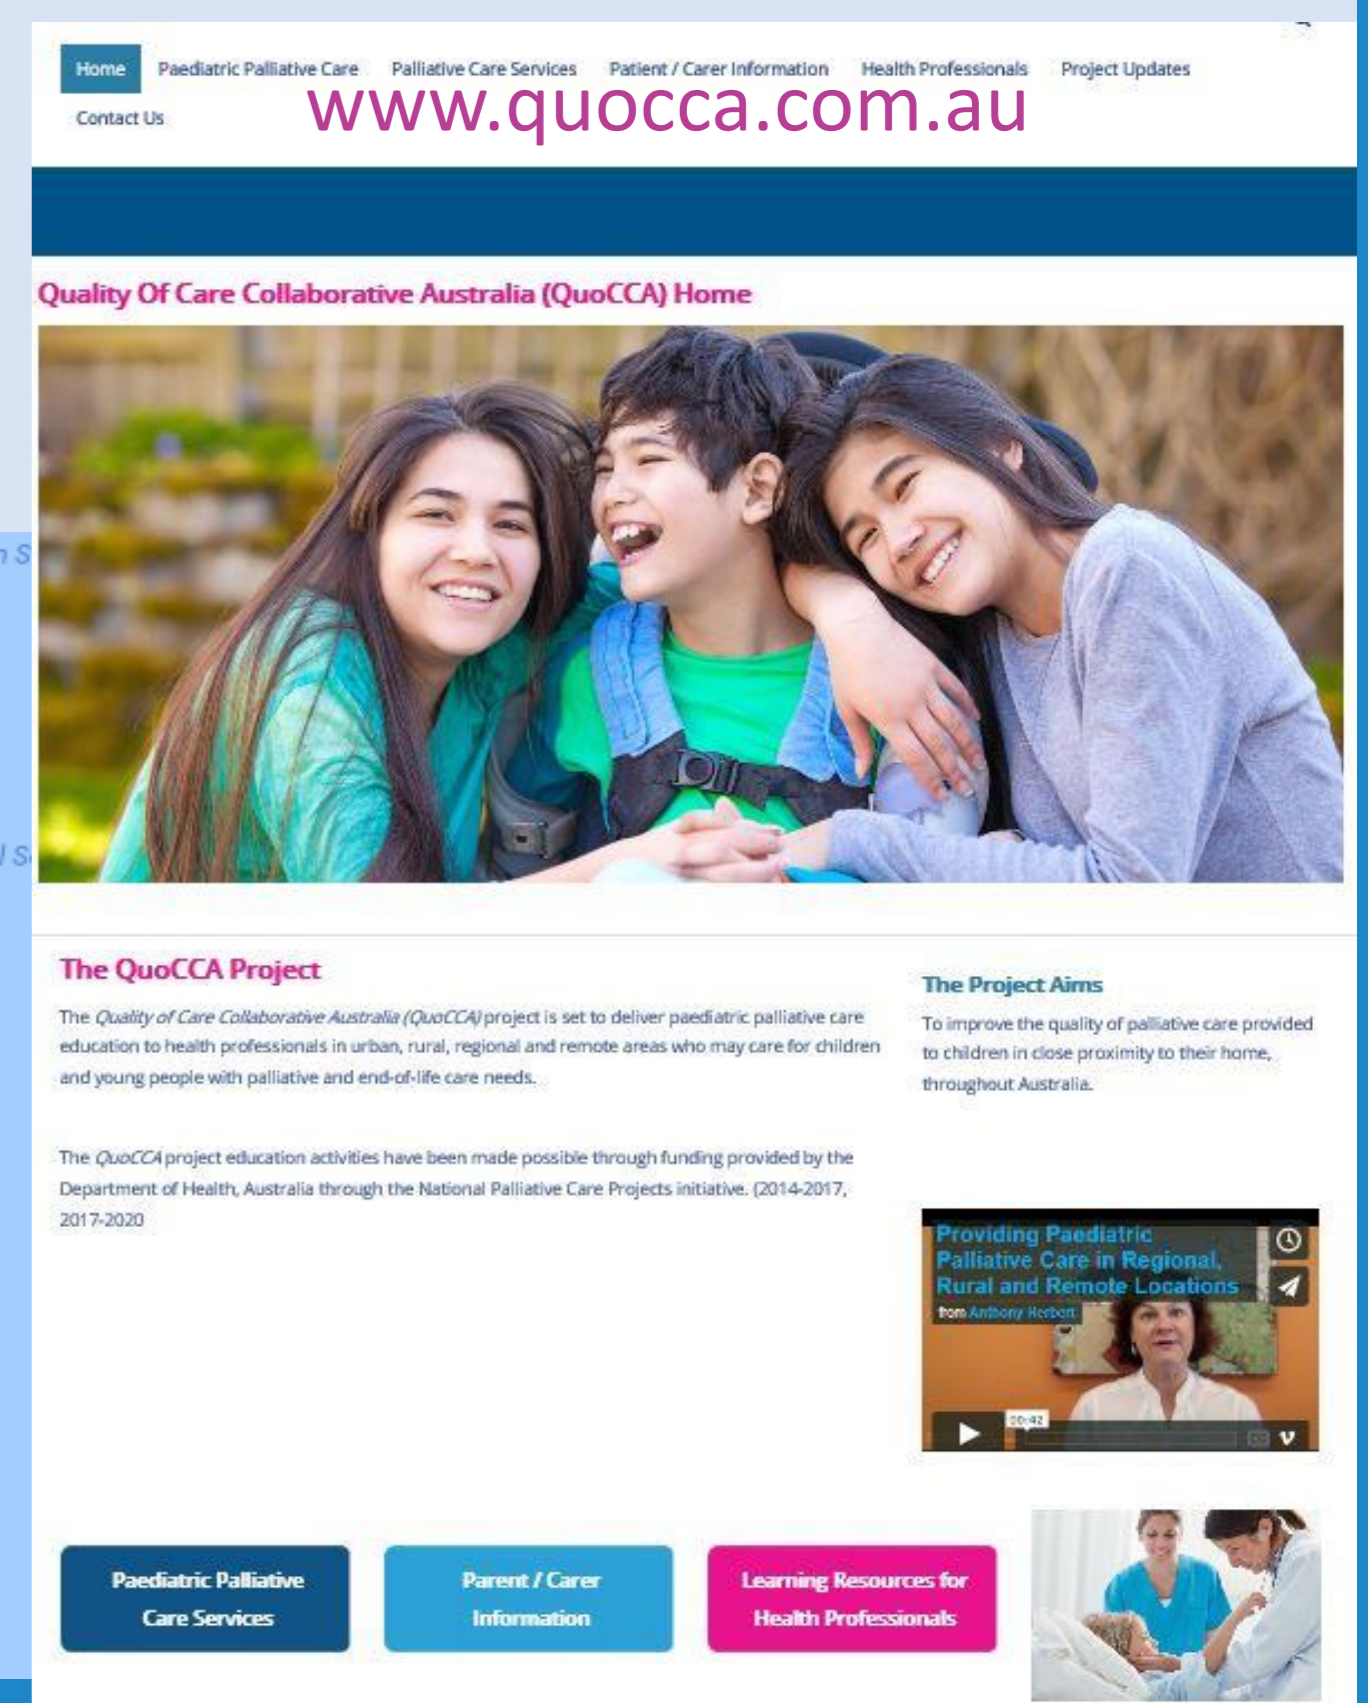 Home Paediatric Palliative Care Palliative Care Services Patient / Carer Information Health Professionals Project Updates
Contact Us
www.quocca.com.au
Quality Of Care Collaborative Australia (QuoCCA) Home
The QuoCCA Project
The Quality of Care Collaborative Australia (QuoCCA) project is set to deliver paediatric palliative care
education to health professionals in urban, rural, regional and remote areas who may care for children
and young people with palliative and end-of-life care needs.
The QuoCCA project education activities have been made possible through funding provided by the
Department of Health, Australia through the National Palliative Care Projects initiative. (2014-2017,
2017-2020
The Project Aims
To improve the quality of palliative care provided
to children in close proximity to their home,
throughout Australia.
Providing Paediatric
Palliative Care in Regional,
Rural and Remote Locations
from Anthony Herbert
00:42
Paediatric Palliative
Care Services
Parent / Carer
Information
Learning Resources for
Health Professionals